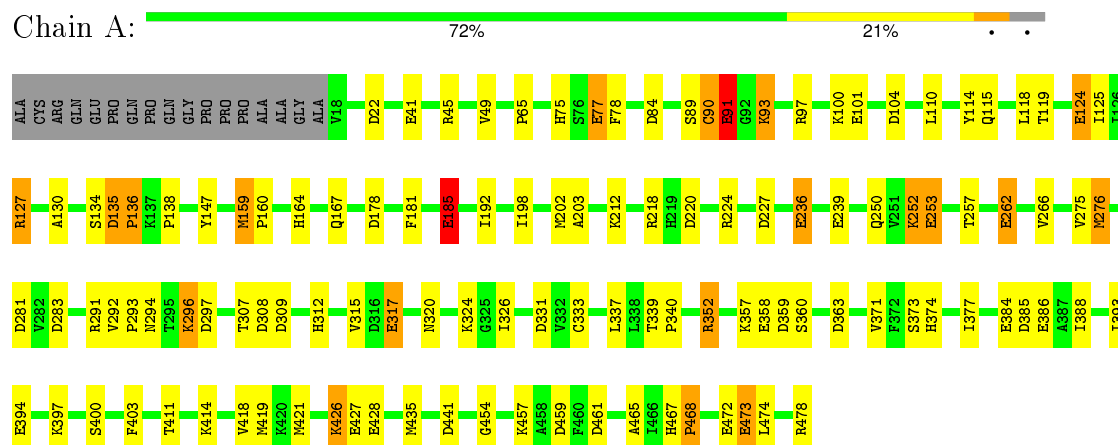 Chain A:
72% 21% • •
ALA CYS ARG GLN GLU PRO GLN PRO GLN GLY PRO PRO PRO ALA ALA GLY ALA V18 D22 E41 R45 V49 P65 H75 S76 E77 F78 D84 S89 C90 E91 G92 K93 R97 K100 E101 D104 L110 Y114 Q115 L118 T119 E124 I125 I126
R127 A130 S134 D135 P136 K137 P138 Y147 M159 P160 H164 Q167 D178 F181 E185 I192 I198 M202 A203 K212 R218 H219 D220 R224 D227 E236 E239 Q250 V251 K252 E253 T257 E262 V266 V275 M276
D281 V282 D283 R291 V292 P293 N294 T295 K296 D297 T307 D308 D309 H312 V315 D316 E317 N320 K324 G325 I326 D331 V332 C333 L337 L338 T339 P340 R352 K357 E358 D359 S360 D363 V371 F372 S373 H374 I377 E384 D385 E386 A387 I388 I393
E394 K397 S400 F403 T411 K414 V418 M419 K420 M421 K426 E427 E428 M435 D441 G454 K457 A458 D459 F460 D461 A465 I466 H467 P468 E472 E473 L474 R478